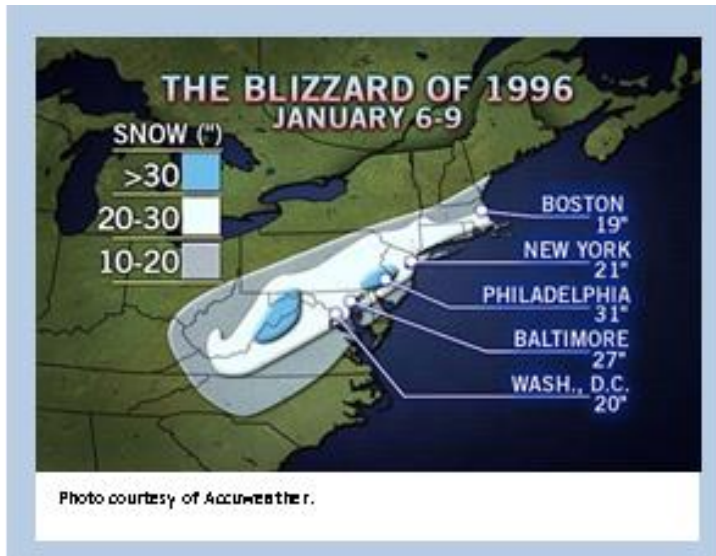 THE BLIZZARD OF 1996
JANUARY 6-9
SNOW (")
>30
20-30
10-20
BOSTON
19"
NEW YORK
21"
PHILADELPHIA
31"
BALTIMORE
27"
WASH., D.C.
20"
Photo courtesy of Accuweather.